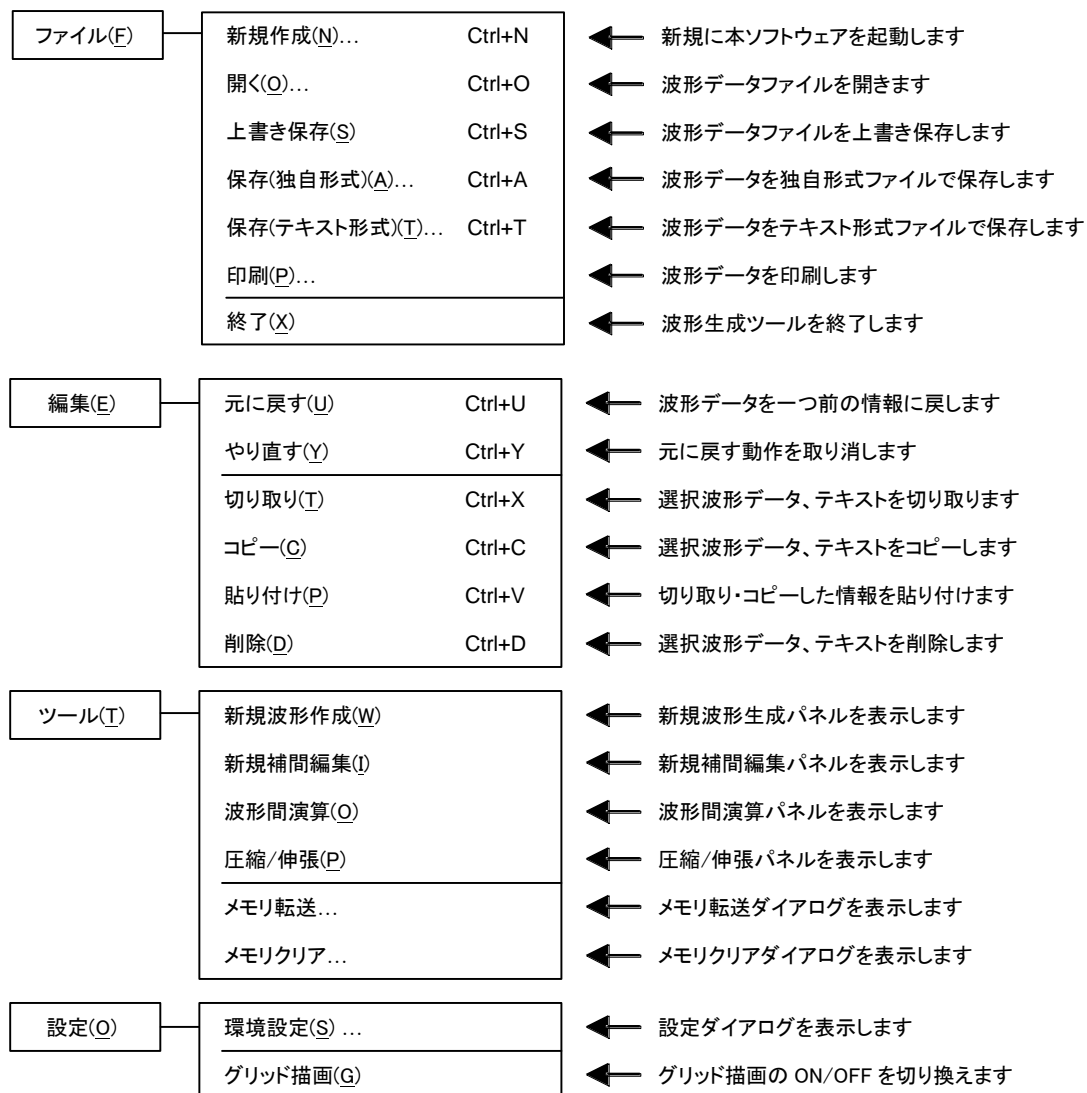 ファイル(F) 新規作成(N)... Ctrl+N 新規に本ソフトウェアを起動します
開く(O)... Ctrl+O 波形データファイルを開きます
上書き保存(S) Ctrl+S 波形データファイルを上書き保存します
保存(独自形式)(A)... Ctrl+A 波形データを独自形式ファイルで保存します
保存(テキスト形式)(T)... Ctrl+T 波形データをテキスト形式ファイルで保存します
印刷(P)... 波形データを印刷します
終了(X) 波形生成ツールを終了します
編集(E) 元に戻す(U) Ctrl+U 波形データを一つ前の情報に戻します
やり直す(Y) Ctrl+Y 元に戻す動作を取り消します
切り取り(T) Ctrl+X 選択波形データ、テキストを切り取ります
コピー(C) Ctrl+C 選択波形データ、テキストをコピーします
貼り付け(P) Ctrl+V 切り取り・コピーした情報を貼り付けます
削除(D) Ctrl+D 選択波形データ、テキストを削除します
ツール(T) 新規波形作成(W) 新規波形生成パネルを表示します
新規補間編集(I) 新規補間編集パネルを表示します
波形間演算(O) 波形間演算パネルを表示します
圧縮/伸張(P) 圧縮/伸張パネルを表示します
メモリ転送... メモリ転送ダイアログを表示します
メモリクリア... メモリクリアダイアログを表示します
設定(O) 環境設定(S) ... 設定ダイアログを表示します
グリッド描画(G) グリッド描画の ON/OFF を切り換えます